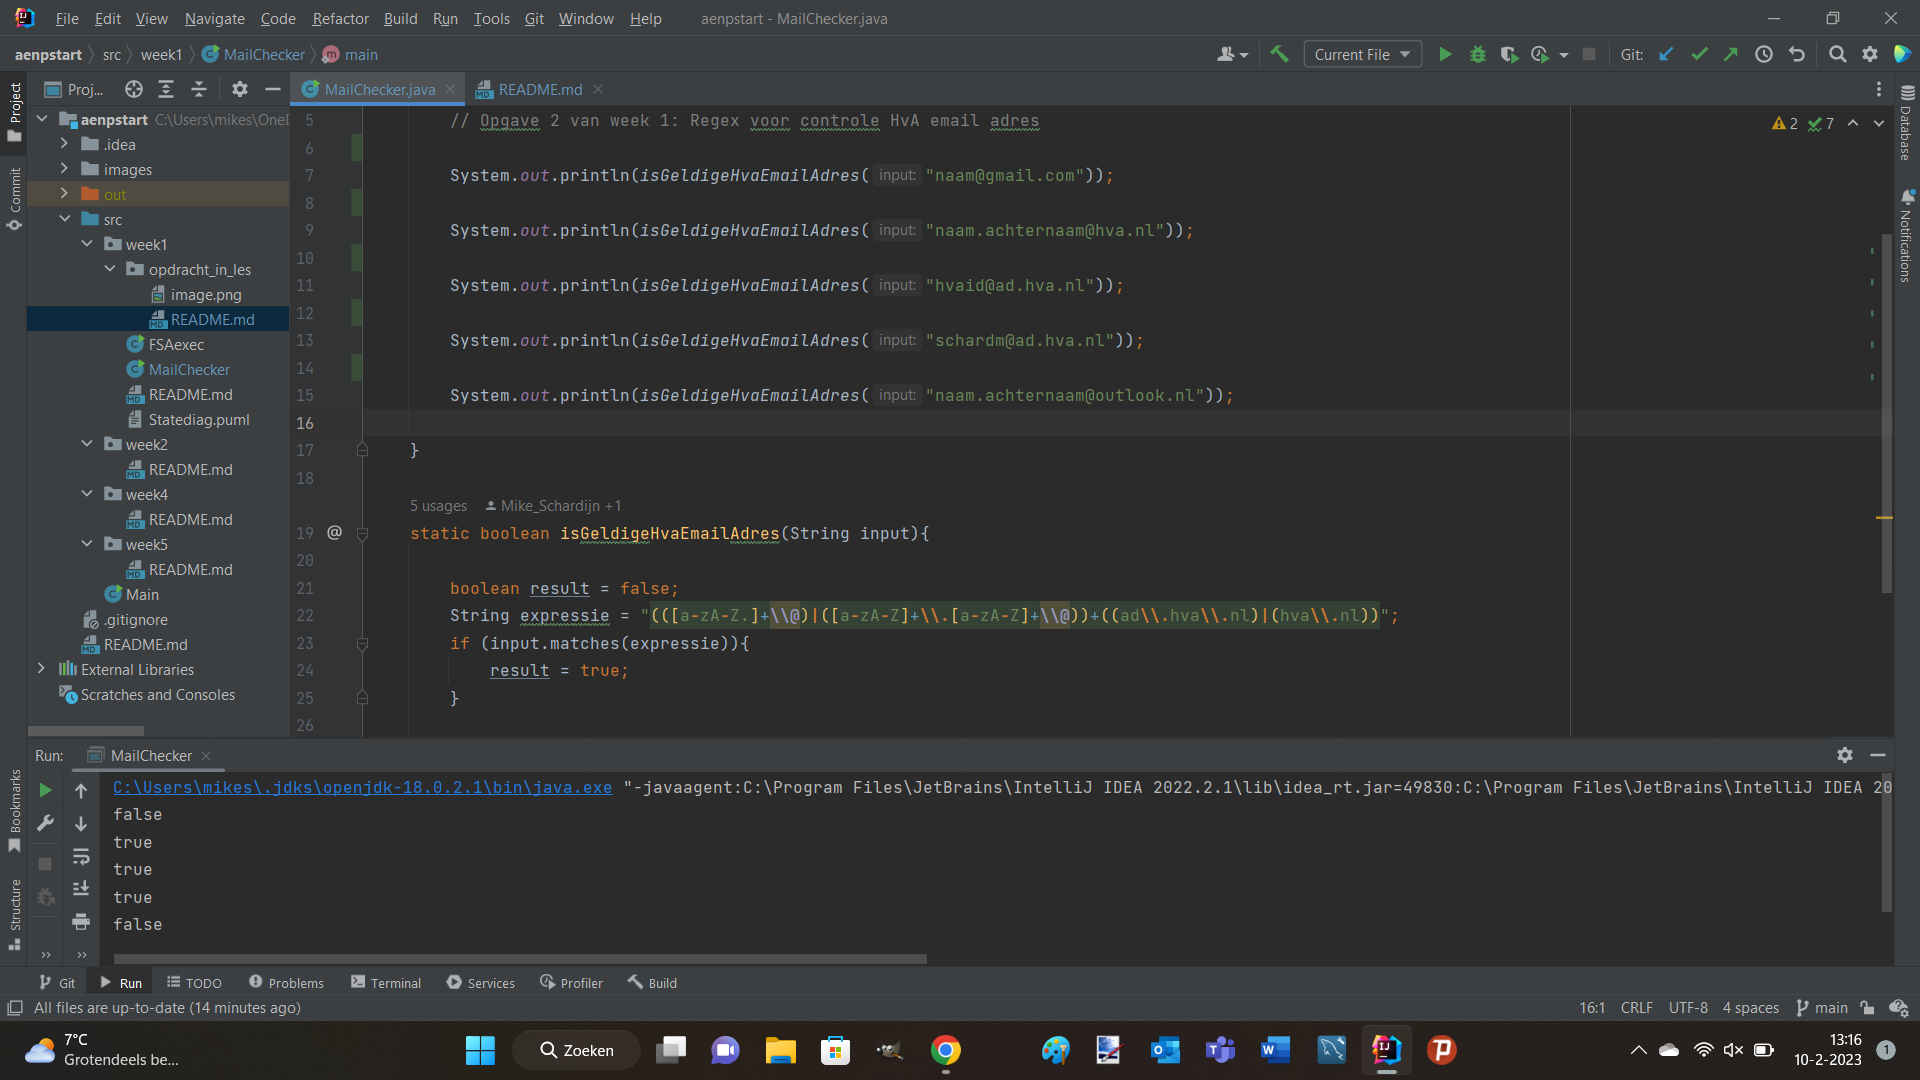 File Edit View Navigate Code Refactor Build Run Tools Git Window Help aenpstart - MailChecker.java
aenpstart src week1 MailChecker main Current File Git:
Project
Commit
Bookmarks
Structure
Proj...
aenpstart C:\Users\mikes\OneD
.idea
images
out
src
week1
opdracht_in_les
image.png
README.md
FSAexec
MailChecker
README.md
Statediag.puml
week2
README.md
week4
README.md
week5
README.md
Main
.gitignore
README.md
External Libraries
Scratches and Consoles
MailChecker.java README.md
2 7
5 // Opgave 2 van week 1: Regex voor controle HvA email adres
6
7 System.out.println(isGeldigeHvaEmailAdres( input: "naam@gmail.com"));
8
9 System.out.println(isGeldigeHvaEmailAdres( input: "naam.achternaam@hva.nl"));
10
11 System.out.println(isGeldigeHvaEmailAdres( input: "hvaid@ad.hva.nl"));
12
13 System.out.println(isGeldigeHvaEmailAdres( input: "schardm@ad.hva.nl"));
14
15 System.out.println(isGeldigeHvaEmailAdres( input: "naam.achternaam@outlook.nl"));
16
17 }
18
5 usages Mike_Schardijn +1
19 @ static boolean isGeldigeHvaEmailAdres(String input){
20
21 boolean result = false;
22 String expressie = "(([a-zA-Z.]+\\@)|([a-zA-Z]+\\.[a-zA-Z]+\\@))+((ad\\.hva\\.nl)|(hva\\.nl))";
23 if (input.matches(expressie)){
24 result = true;
25 }
26
Database
Notifications
Run: MailChecker
C:\Users\mikes\.jdks\openjdk-18.0.2.1\bin\java.exe "-javaagent:C:\Program Files\JetBrains\IntelliJ IDEA 2022.2.1\lib\idea_rt.jar=49830:C:\Program Files\JetBrains\IntelliJ IDEA 20
false
true
true
true
false
Git Run TODO Problems Terminal Services Profiler Build
All files are up-to-date (14 minutes ago) 16:1 CRLF UTF-8 4 spaces main
7°C
Grotendeels be...
Zoeken
13:16
10-2-2023
1